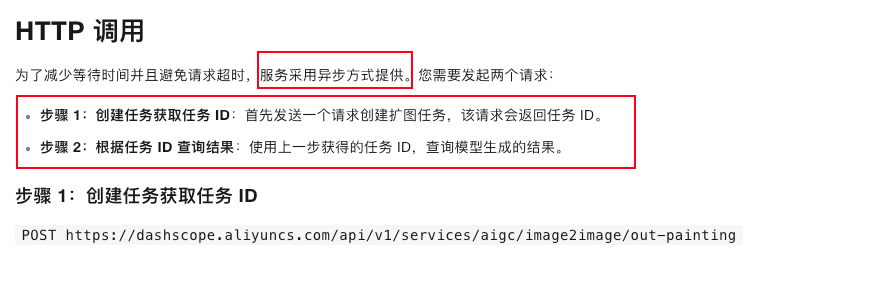 HTTP 调用
为了减少等待时间并且避免请求超时，服务采用异步方式提供。您需要发起两个请求：
• 步骤 1：创建任务获取任务 ID：首先发送一个请求创建扩图任务，该请求会返回任务 ID。
• 步骤 2：根据任务 ID 查询结果：使用上一步获得的任务 ID，查询模型生成的结果。
步骤 1：创建任务获取任务 ID
POST https://dashscope.aliyuncs.com/api/v1/services/aigc/image2image/out-painting